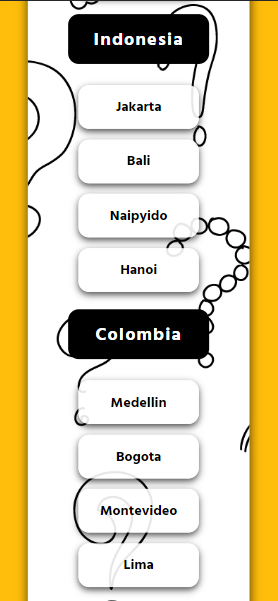 Indonesia
Jakarta
Bali
Naipyido
Hanoi
Colombia
Medellin
Bogota
Montevideo
Lima